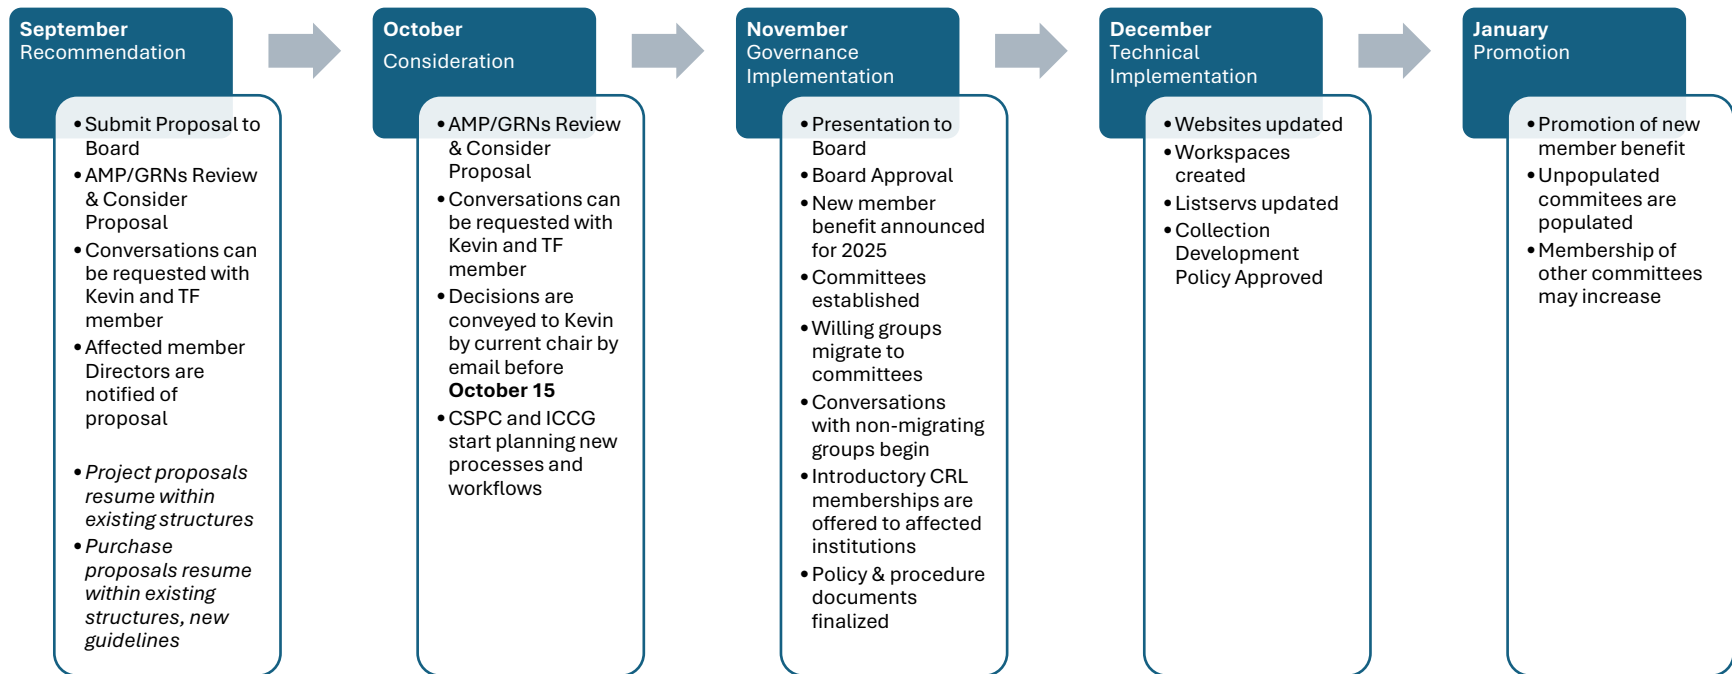 September
Recommendation
• Submit Proposal to
Board
• AMP/GRNs Review
& Consider
Proposal
• Conversations can
be requested with
Kevin and TF
member
• Affected member
Directors are
notified of
proposal
• Project proposals
resume within
existing structures
• Purchase
proposals resume
within existing
structures, new
guidelines
October
Consideration
• AMP/GRNs Review
& Consider
Proposal
• Conversations can
be requested with
Kevin and TF
member
• Decisions are
conveyed to Kevin
by current chair by
email before
October 15
• CSPC and ICCG
start planning new
processes and
workflows
November
Governance
Implementation
• Presentation to
Board
• Board Approval
• New member
benefit announced
for 2025
• Committees
established
• Willing groups
migrate to
committees
• Conversations
with non-migrating
groups begin
• Introductory CRL
memberships are
offered to affected
institutions
• Policy & procedure
documents
finalized
December
Technical
Implementation
• Websites updated
• Workspaces
created
• Listservs updated
• Collection
Development
Policy Approved
January
Promotion
• Promotion of new
member benefit
• Unpopulated
commitees are
populated
• Membership of
other committees
may increase